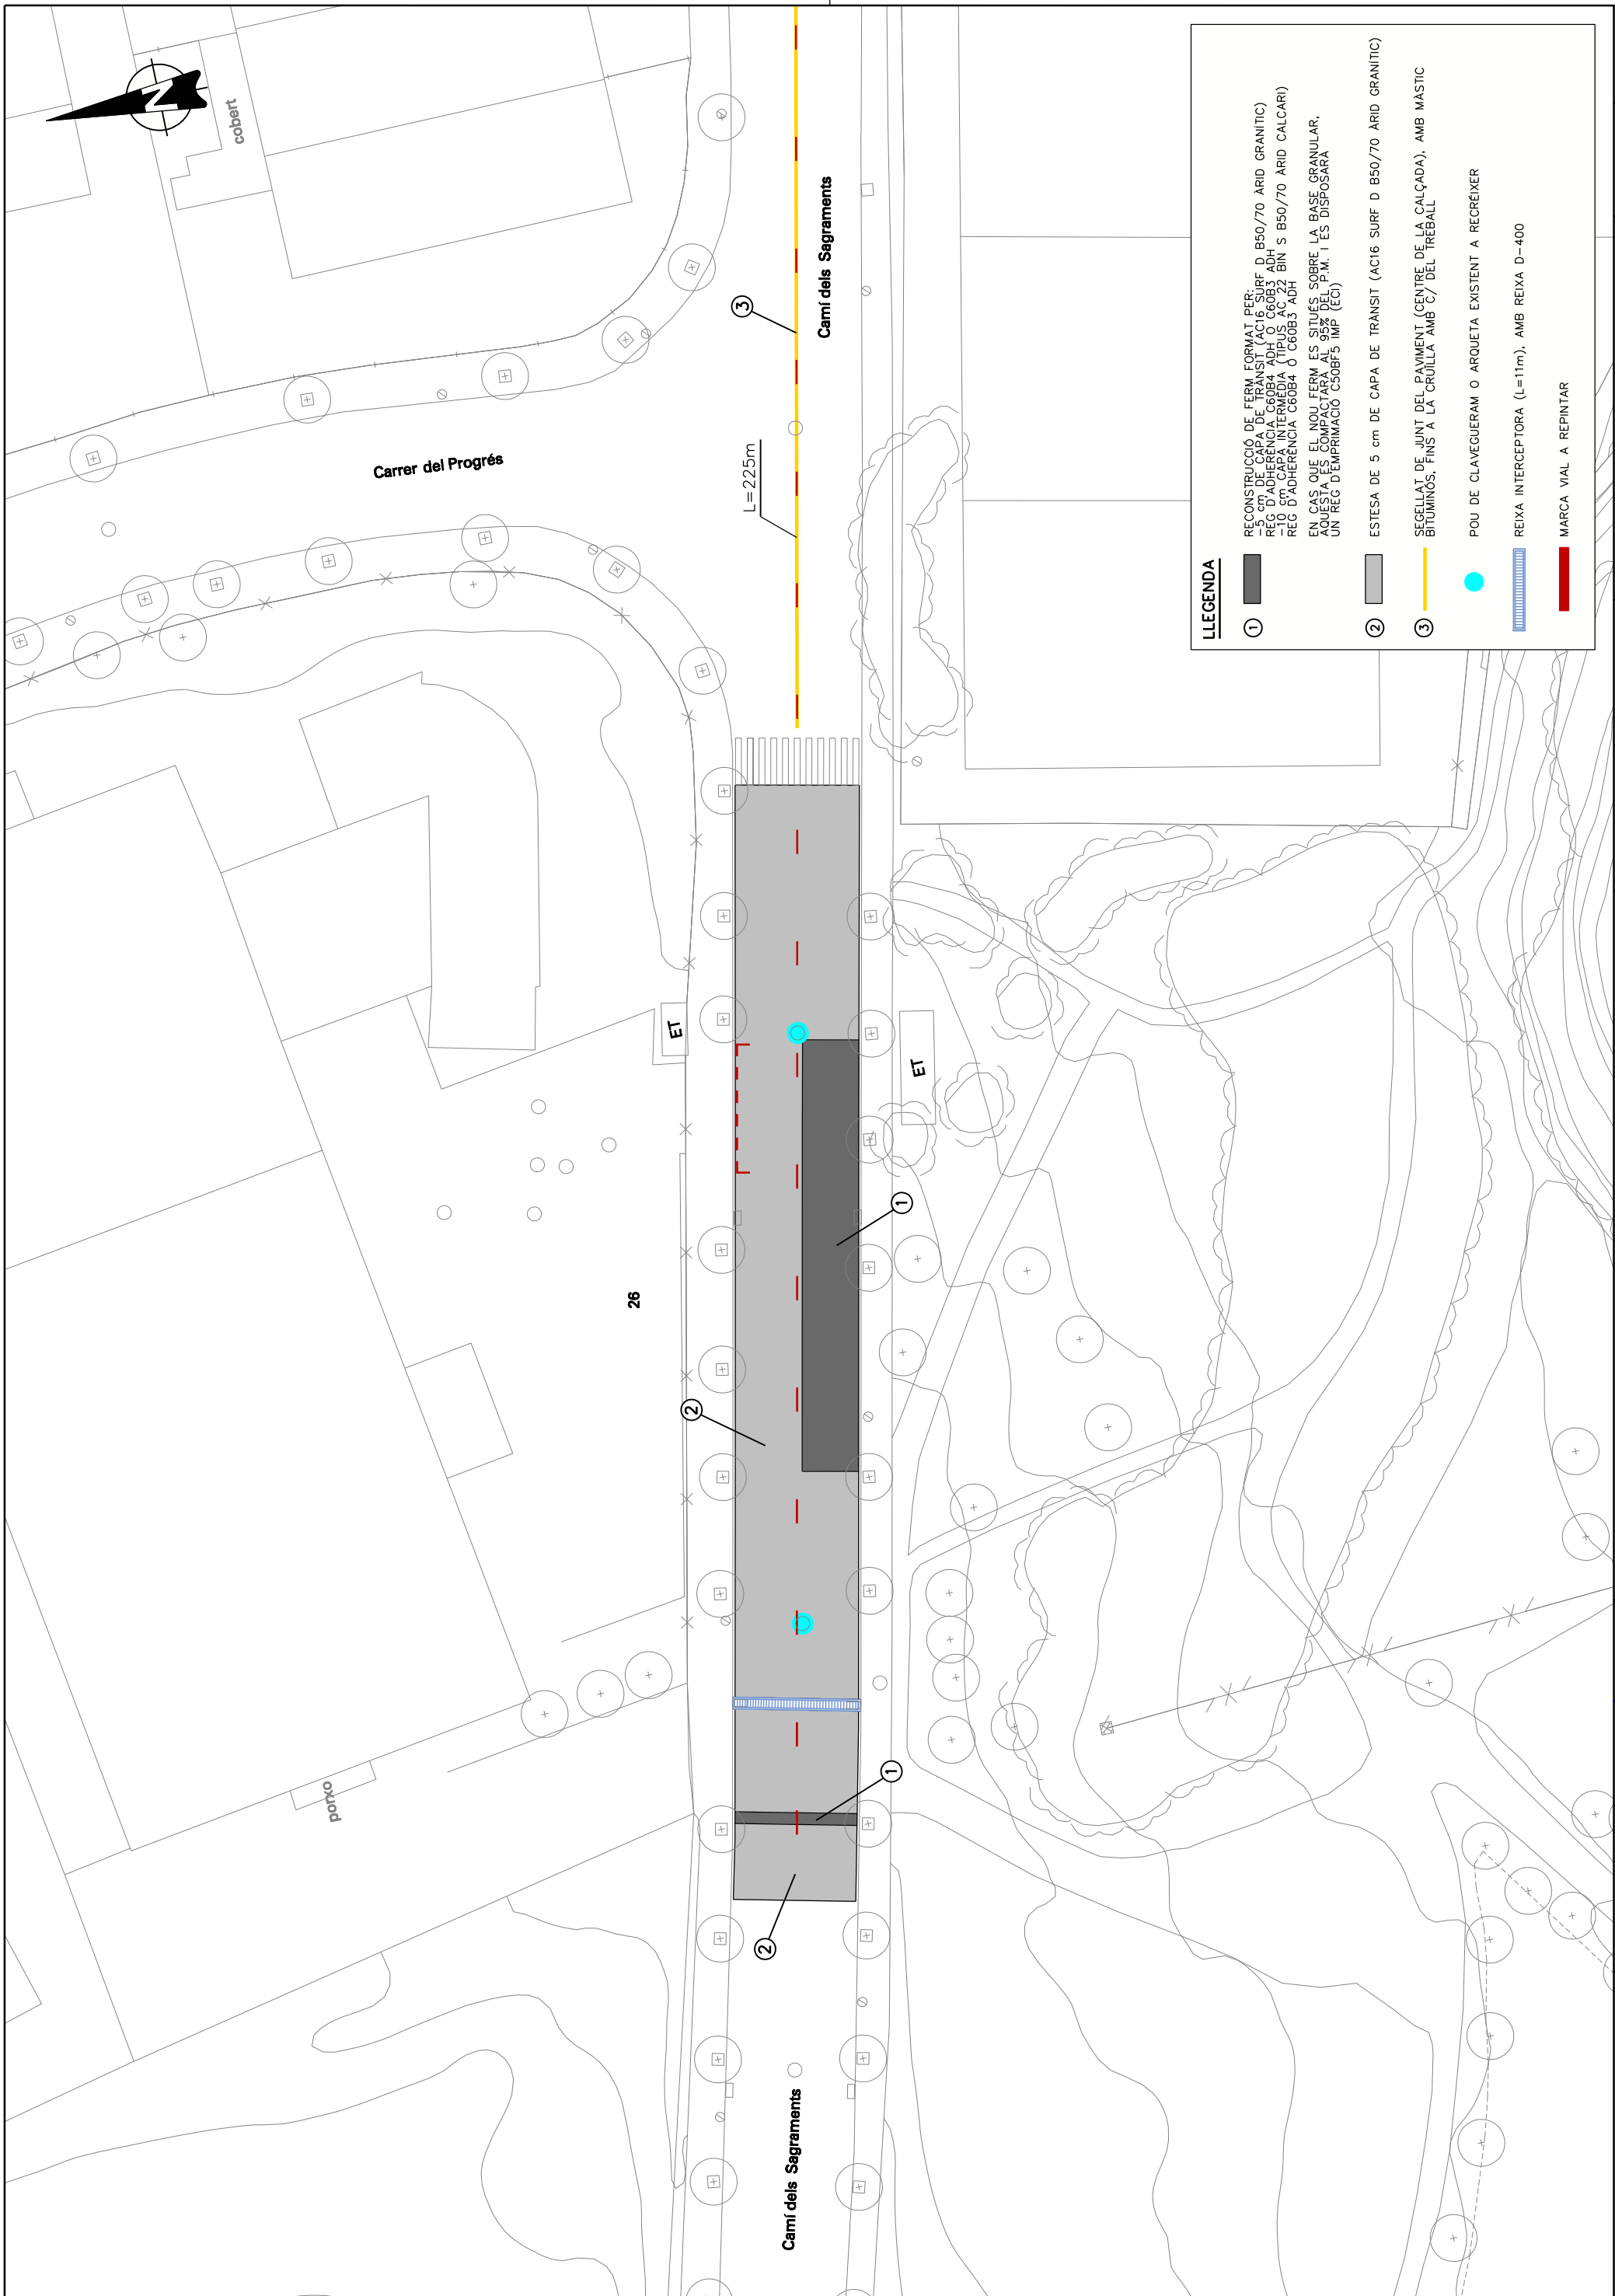 N
cobert
Carrer del Progrés
Camí dels Sagraments
3
L=225m
ET
ET
26
1
2
porxo
1
2
Camí dels Sagraments
LLEGENDA
1
RECONSTRUCCIÓ DE FERM FORMAT PER:
-5 cm DE CAPA DE TRÀNSIT (AC16 SURF D B50/70 ÀRID GRANÍTIC)
REG D'ADHERÈNCIA C60B4 ADH O C60B3 ADH
-10 cm CAPA INTERMÈDIA (TIPUS AC 22 BIN S B50/70 ÀRID CALCARI)
REG D'ADHERÈNCIA C60B4 O C60B3 ADH
EN CAS QUE EL NOU FERM ES SITUÉS SOBRE LA BASE GRANULAR,
AQUESTA ES COMPACTARÀ AL 95% DEL P.M. I ES DISPOSARÀ
UN REG D'EMPRIMACIÓ C50BF5 IMP (ECI)
2
ESTESA DE 5 cm DE CAPA DE TRÀNSIT (AC16 SURF D B50/70 ÀRID GRANÍTIC)
3
SEGELLAT DE JUNT DEL PAVIMENT (CENTRE DE LA CALÇADA), AMB MÀSTIC
BITUMINÓS, FINS A LA CRUÏLLA AMB C/ DEL TREBALL
POU DE CLAVEGUERAM O ARQUETA EXISTENT A RECRÉIXER
REIXA INTERCEPTORA (L=11m), AMB REIXA D-400
MARCA VIAL A REPINTAR